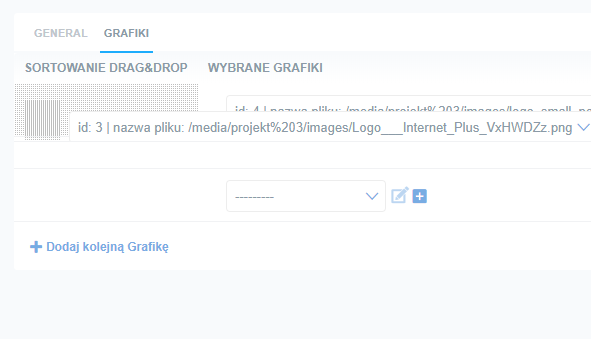 GENERAL GRAFIKI
SORTOWANIE DRAG&DROP WYBRANE GRAFIKI
id: 4 | nazwa pliku: /media/projekt%203/images/logo_small_
id: 3 | nazwa pliku: /media/projekt%203/images/Logo___Internet_Plus_VxHWDZz.png
---------
Dodaj kolejną Grafikę